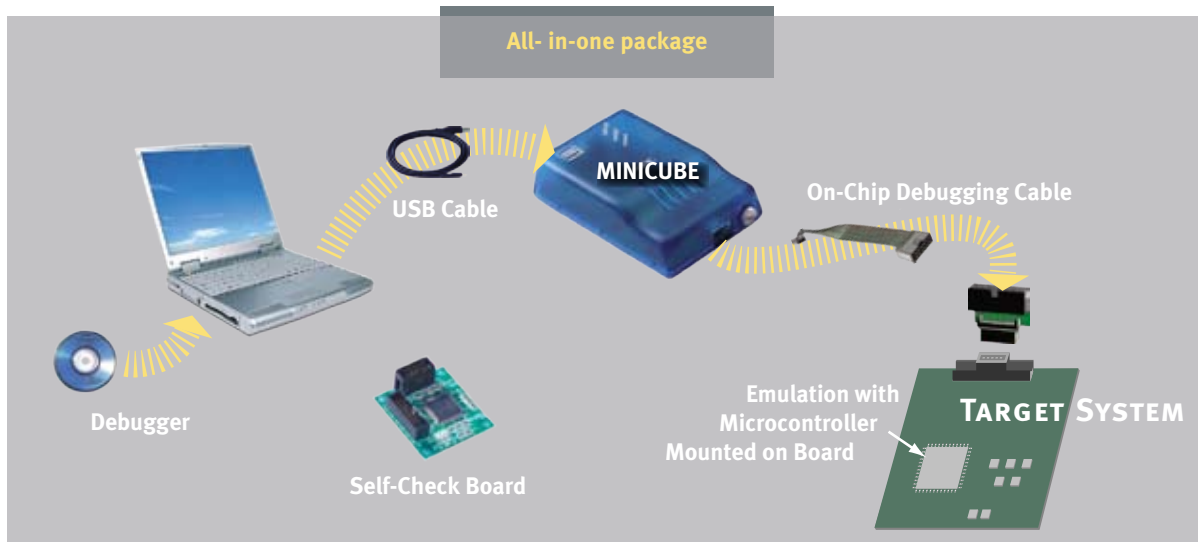 All- in-one package
MINICUBE
USB Cable
On-Chip Debugging Cable
Debugger
Self-Check Board
Emulation with
Microcontroller
Mounted on Board
TARGET SYSTEM